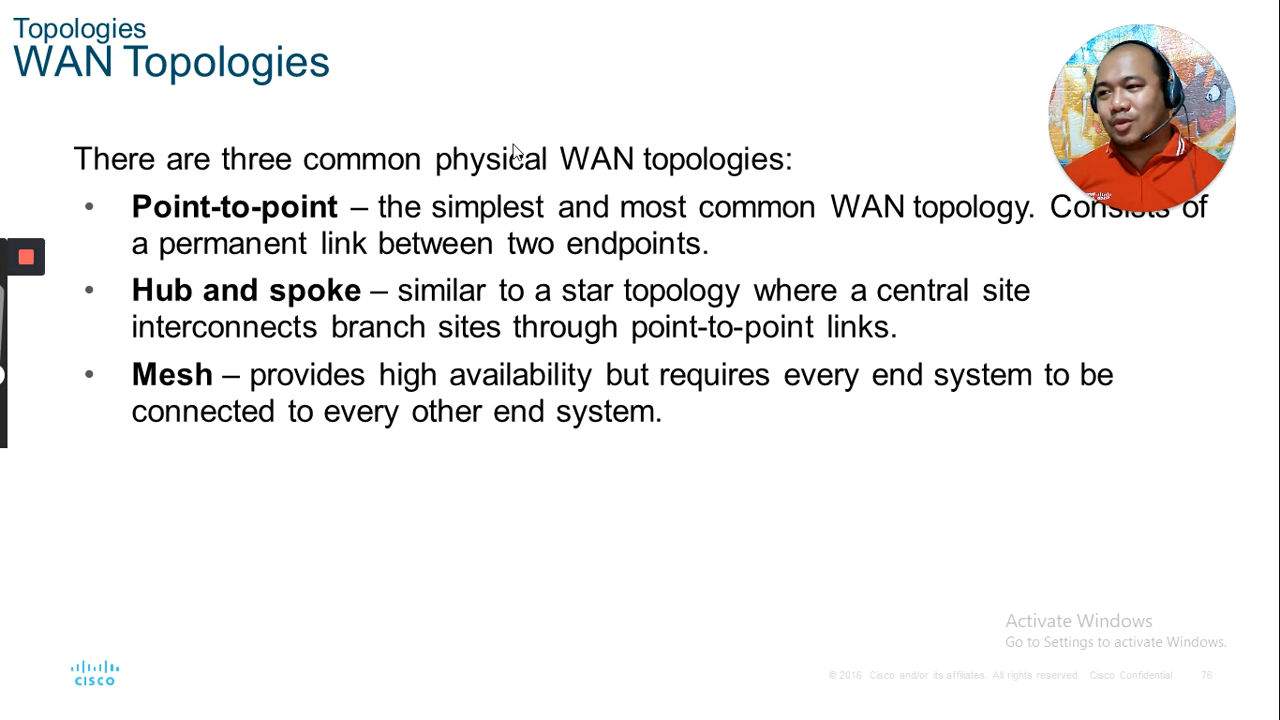 Topologies
WAN Topologies
There are three common physical WAN topologies:
• Point-to-point – the simplest and most common WAN topology. Consists of
a permanent link between two endpoints.
• Hub and spoke – similar to a star topology where a central site
interconnects branch sites through point-to-point links.
• Mesh – provides high availability but requires every end system to be
connected to every other end system.
Activate Windows
Go to Settings to activate Windows.
CISCO
© 2016 Cisco and/or its affiliates. All rights reserved. Cisco Confidential 76